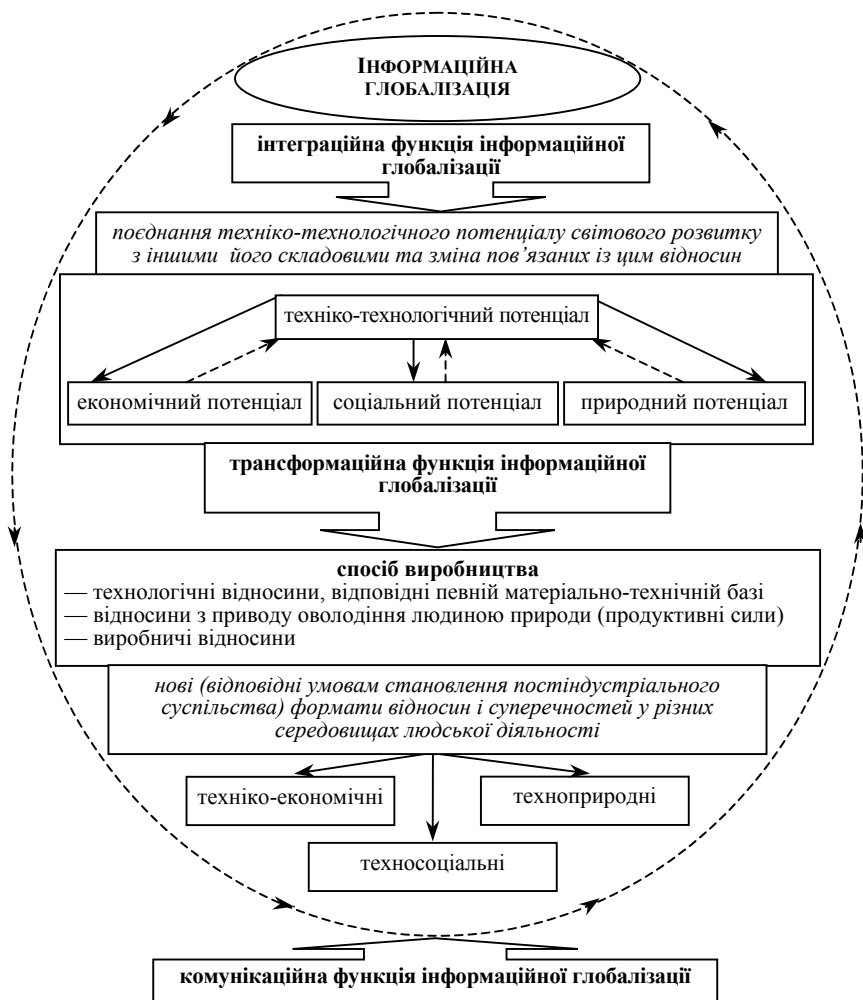 ІНФОРМАЦІЙНА
ГЛОБАЛІЗАЦІЯ
інтеграційна функція інформаційної
глобалізації
поєднання техніко-технологічного потенціалу світового розвитку
з іншими його складовими та зміна пов’язаних із цим відносин
техніко-технологічний потенціал
економічний потенціал
соціальний потенціал
природний потенціал
трансформаційна функція інформаційної
глобалізації
спосіб виробництва
— технологічні відносини, відповідні певній матеріально-технічній базі
— відносини з приводу оволодіння людиною природи (продуктивні сили)
— виробничі відносини
нові (відповідні умовам становлення постіндустріального
суспільства) формати відносин і суперечностей у різних
середовищах людської діяльності
техніко-економічні
техноприродні
техносоціальні
комунікаційна функція інформаційної глобалізації